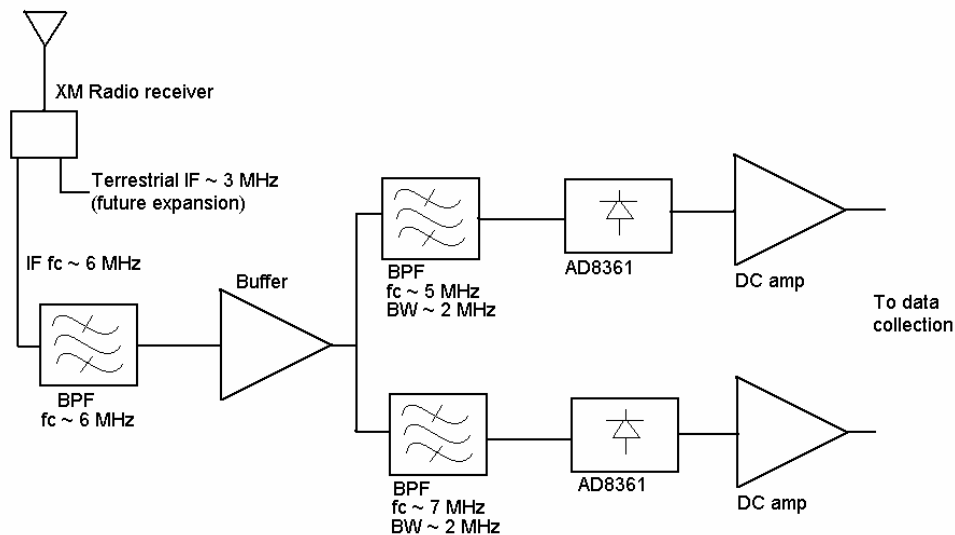 XM Radio receiver
Terrestrial IF ~ 3 MHz
(future expansion)
IF fc ~ 6 MHz
BPF
fc ~ 6 MHz
Buffer
BPF
fc ~ 5 MHz
BW ~ 2 MHz
AD8361
DC amp
To data
collection
BPF
fc ~ 7 MHz
BW ~ 2 MHz
AD8361
DC amp